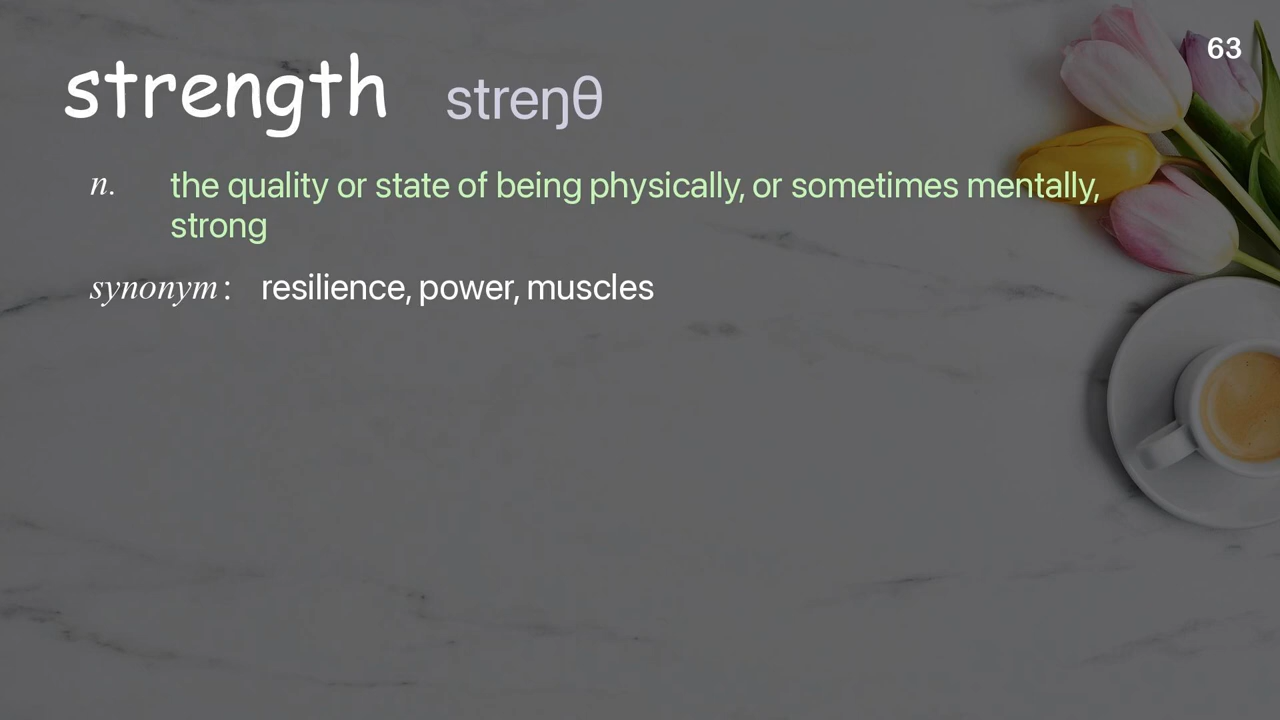 63
strength streŋθ
n. the quality or state of being physically, or sometimes mentally,
strong
synonym : resilience, power, muscles